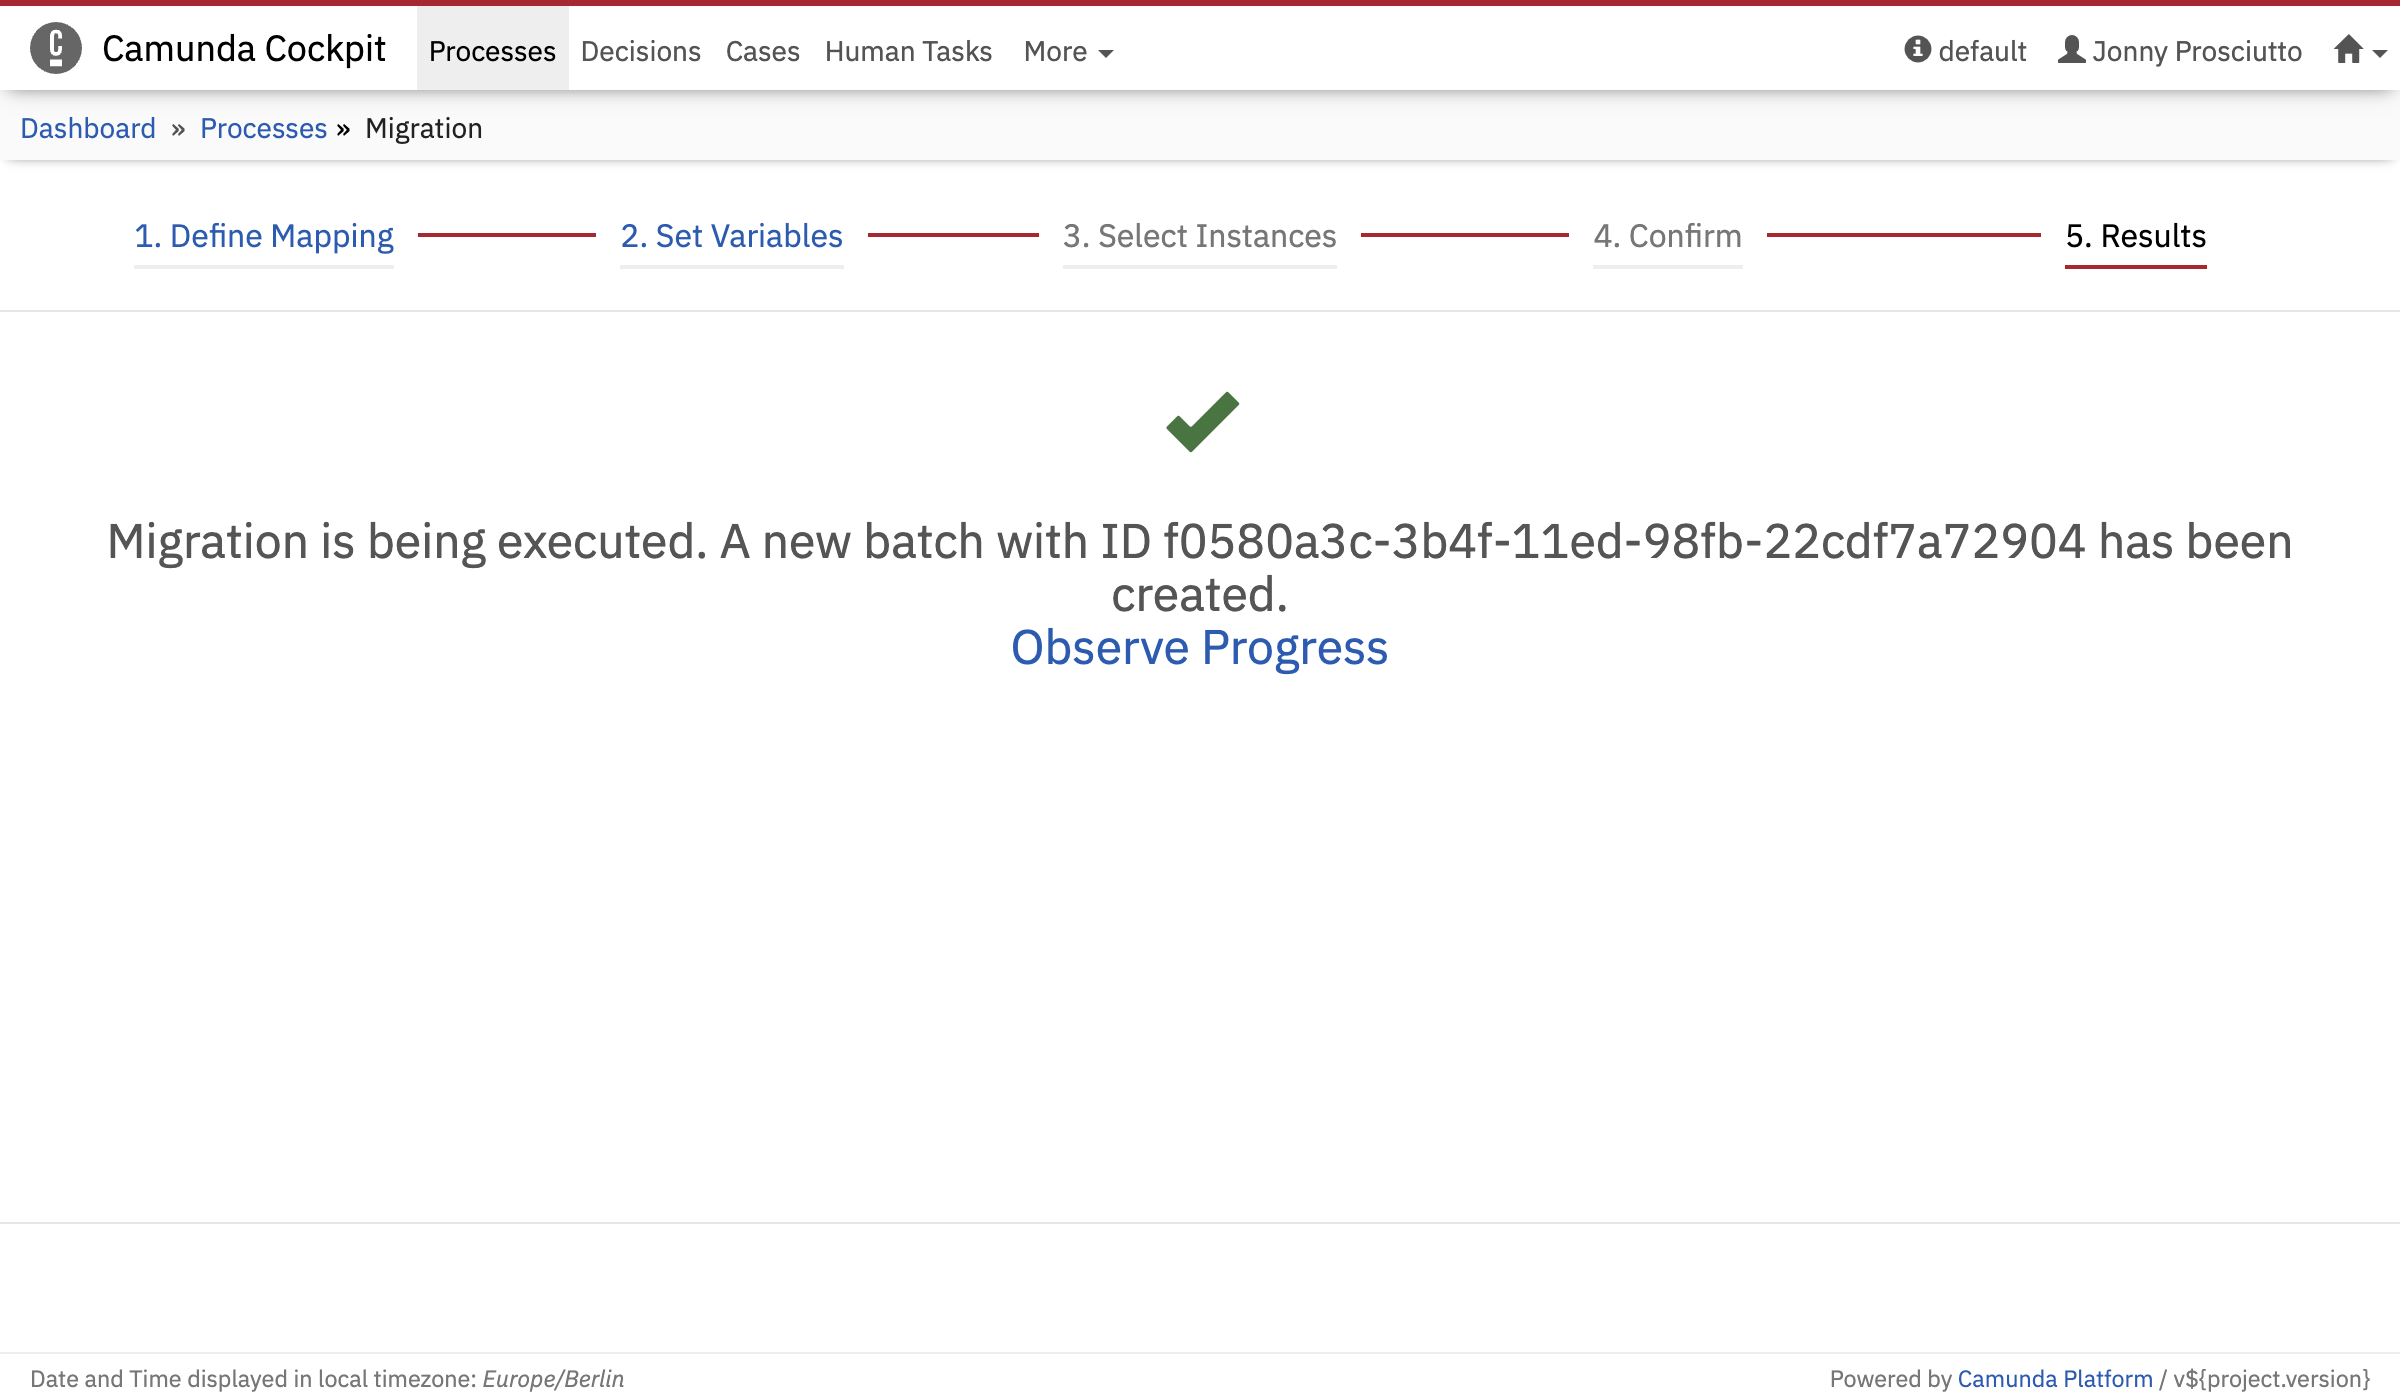 Camunda Cockpit Processes Decisions Cases Human Tasks More default Jonny Prosciutto
Dashboard » Processes » Migration
1. Define Mapping 2. Set Variables 3. Select Instances 4. Confirm 5. Results
Migration is being executed. A new batch with ID f0580a3c-3b4f-11ed-98fb-22cdf7a72904 has been
created.
Observe Progress
Date and Time displayed in local timezone: Europe/Berlin Powered by Camunda Platform / v${project.version}